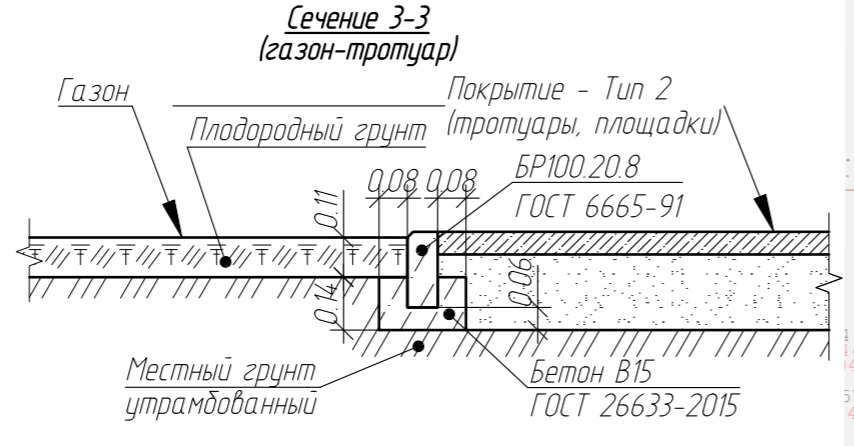 Сечение 3-3
(газон-тротуар)
Газон
Покрытие - Тип 2
(тротуары, площадки)
Плодородный грунт
БР100.20.8
ГОСТ 6665-91
0,08
0,08
0.11
0.14
0.06
Местный грунт
утрамбованный
Бетон В15
ГОСТ 26633-2015